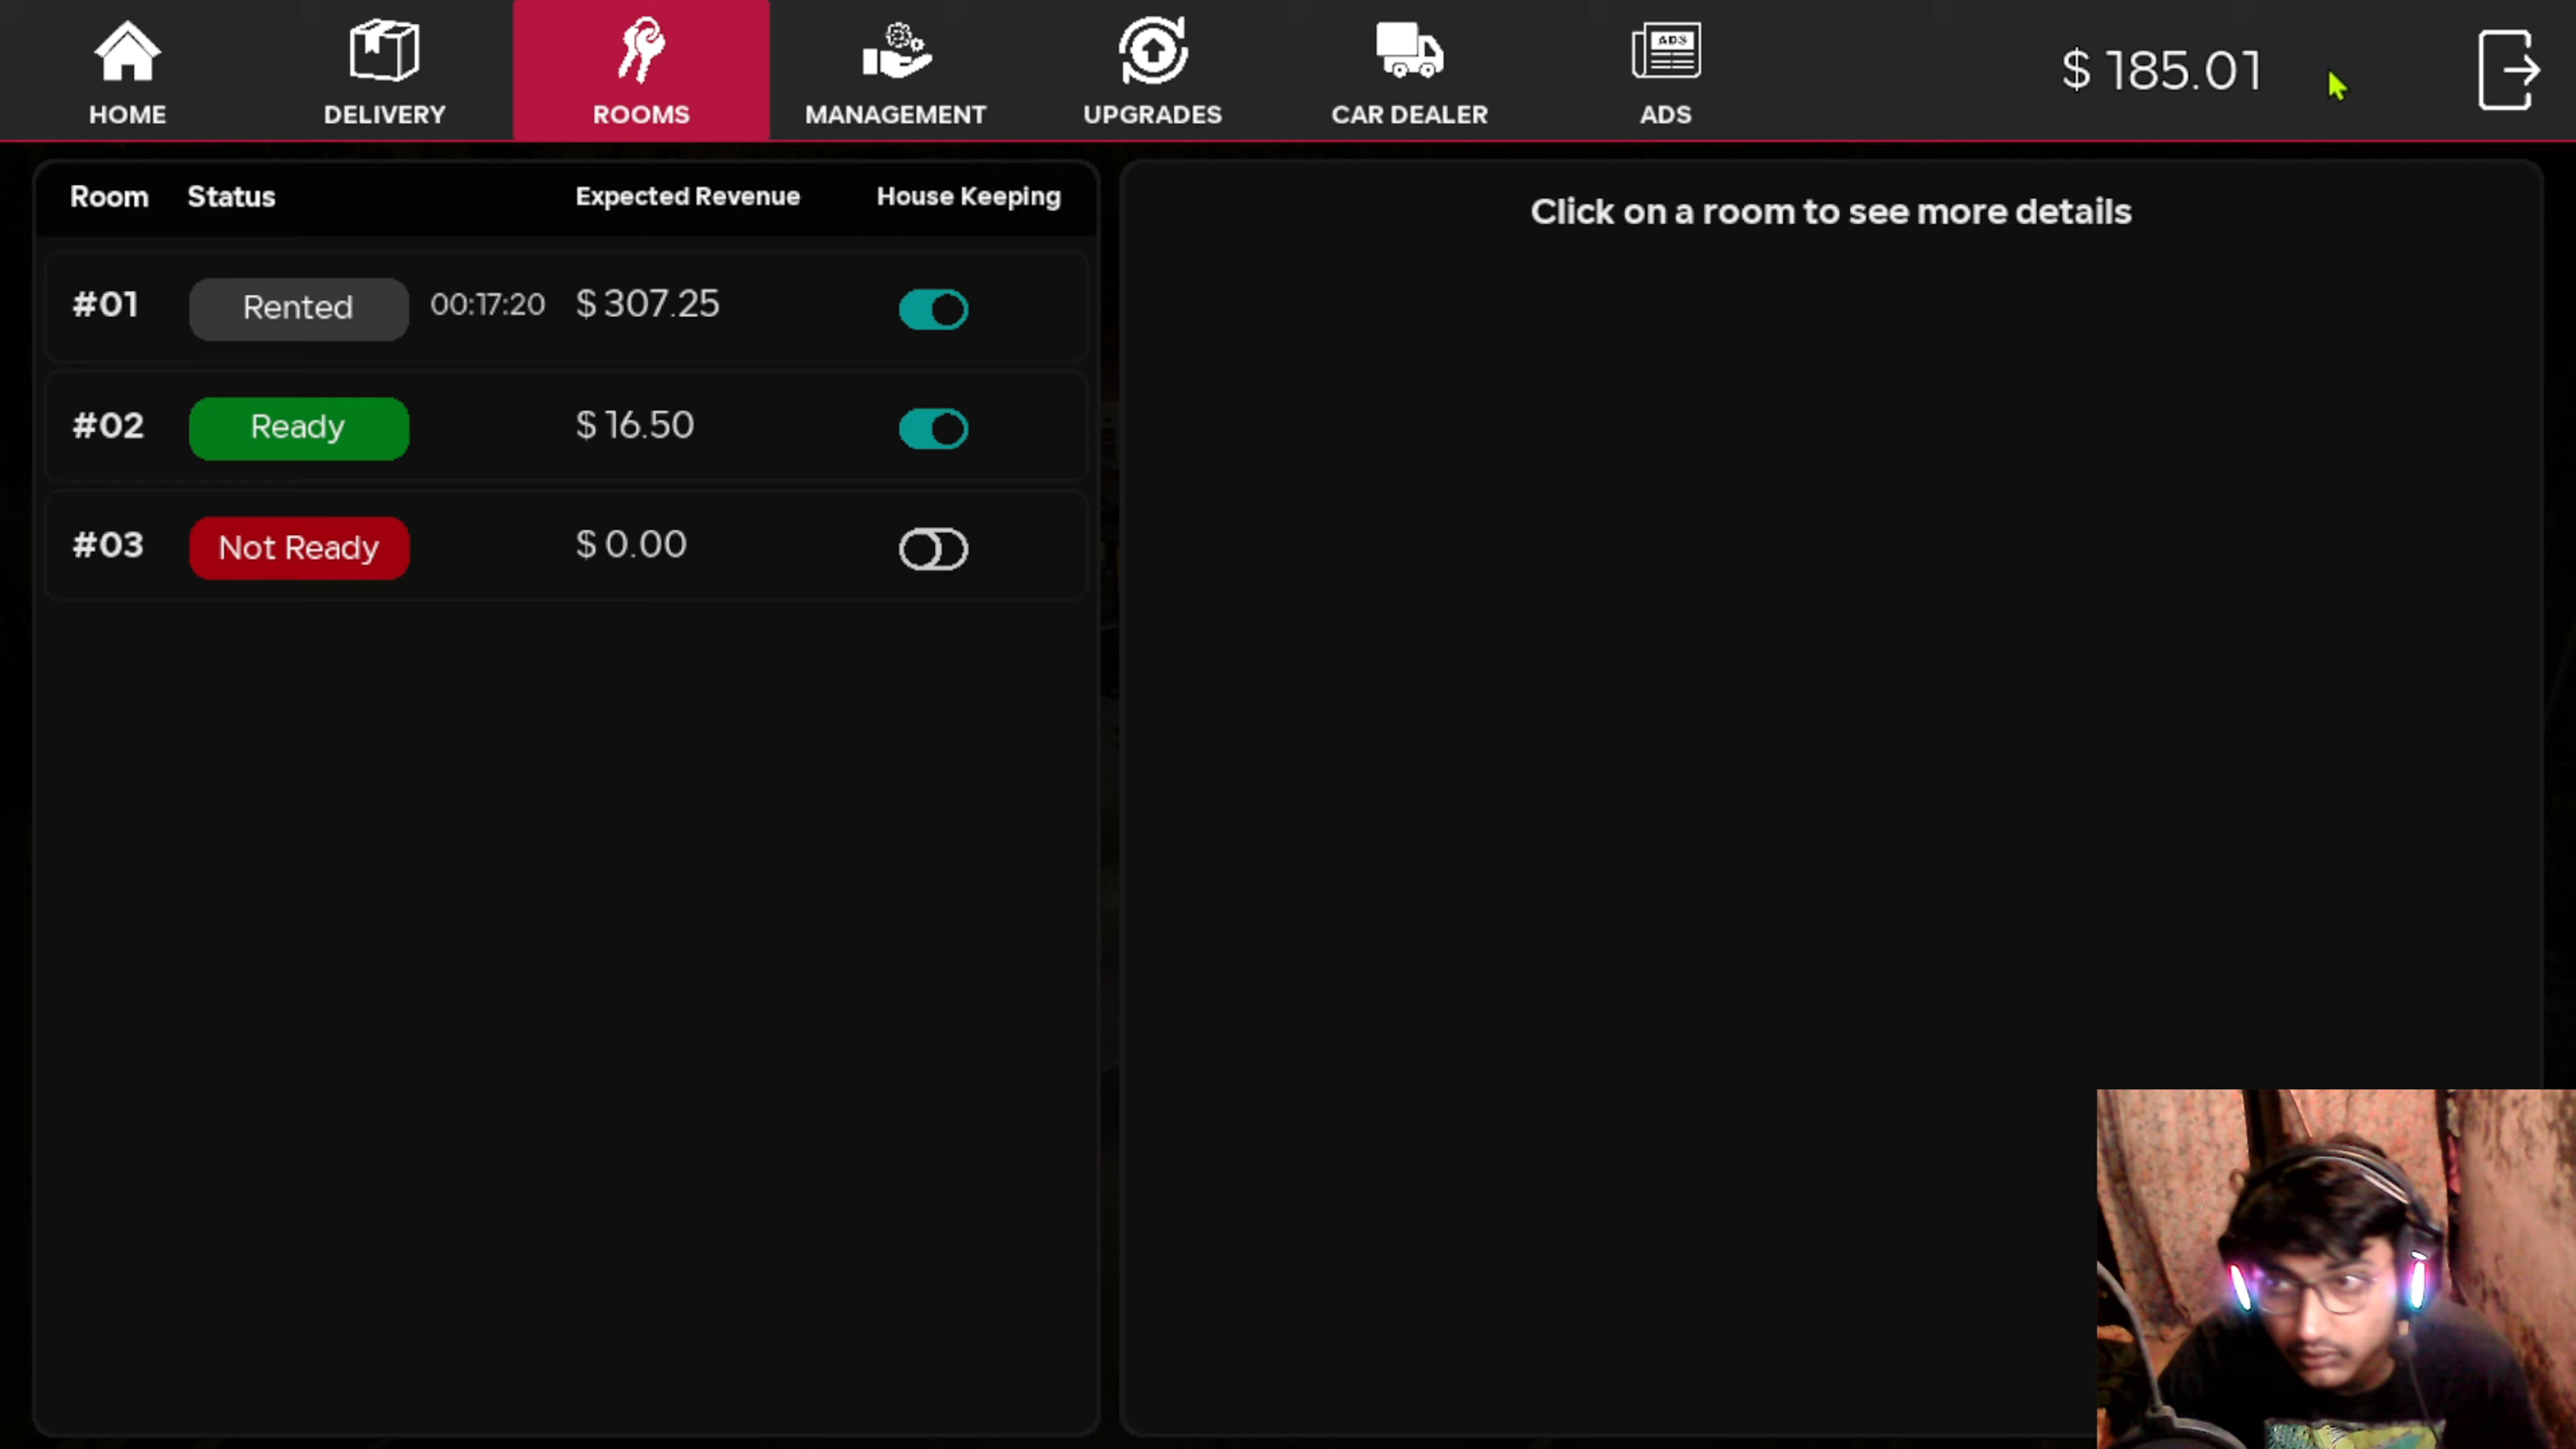 HOME
DELIVERY
ROOMS
MANAGEMENT
UPGRADES
CAR DEALER
ADS
ADS
$ 185.01
Room Status Expected Revenue House Keeping
#01 Rented 00:17:20 $ 307.25
#02 Ready $ 16.50
#03 Not Ready $ 0.00
Click on a room to see more details